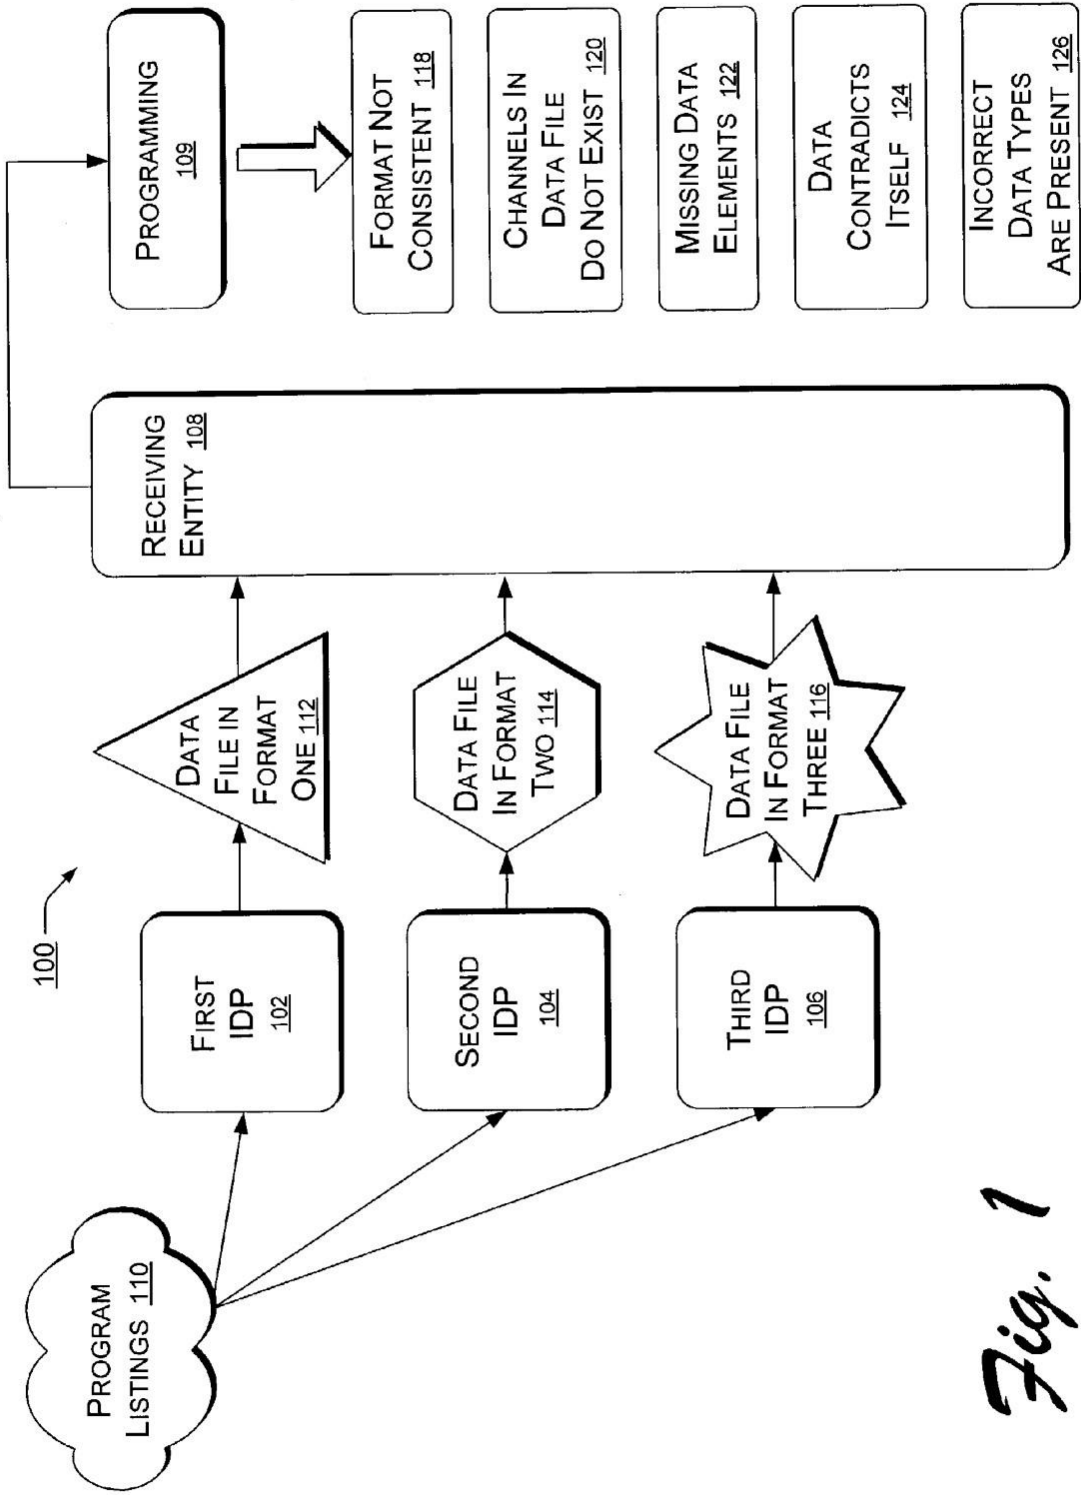 100
PROGRAM
LISTINGS 110
FIRST
IDP
102
SECOND
IDP
104
THIRD
IDP
106
DATA
FILE IN
FORMAT
ONE 112
DATA FILE
IN FORMAT
TWO 114
DATA FILE
IN FORMAT
THREE 116
RECEIVING
ENTITY 108
PROGRAMMING
109
FORMAT NOT
CONSISTENT 118
CHANNELS IN
DATA FILE
DO NOT EXIST 120
MISSING DATA
ELEMENTS 122
DATA
CONTRADICTS
ITSELF 124
INCORRECT
DATA TYPES
ARE PRESENT 126
Fig. 1